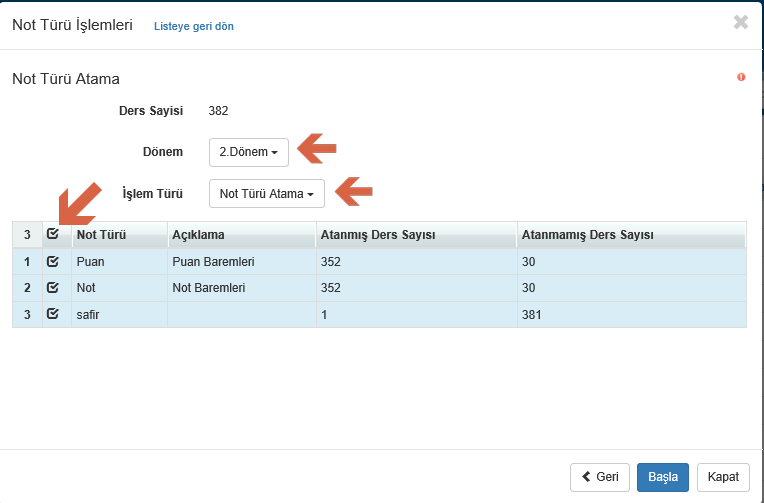 Not Türü İşlemleri Listeye geri dön
Not Türü Atama
Ders Sayisi 382
Dönem 2.Dönem
İşlem Türü Not Türü Atama
3 Not Türü Açıklama Atanmış Ders Sayısı Atanmamış Ders Sayısı
1 Puan Puan Baremleri 352 30
2 Not Not Baremleri 352 30
3 safir 1 381
Geri Başla Kapat